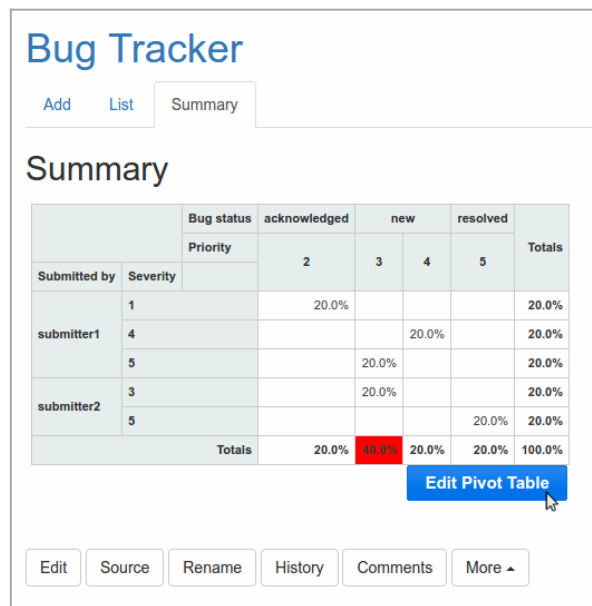 Bug Tracker
Add List Summary
Summary
Bug status acknowledged new resolved Totals
Priority 2 3 4 5
Submitted by Severity
submitter1 1 20.0% 20.0%
4 20.0% 20.0%
5 20.0% 20.0%
submitter2 3 20.0% 20.0%
5 20.0% 20.0%
Totals 20.0% 40.0% 20.0% 20.0% 100.0%
Edit Pivot Table
Edit Source Rename History Comments More